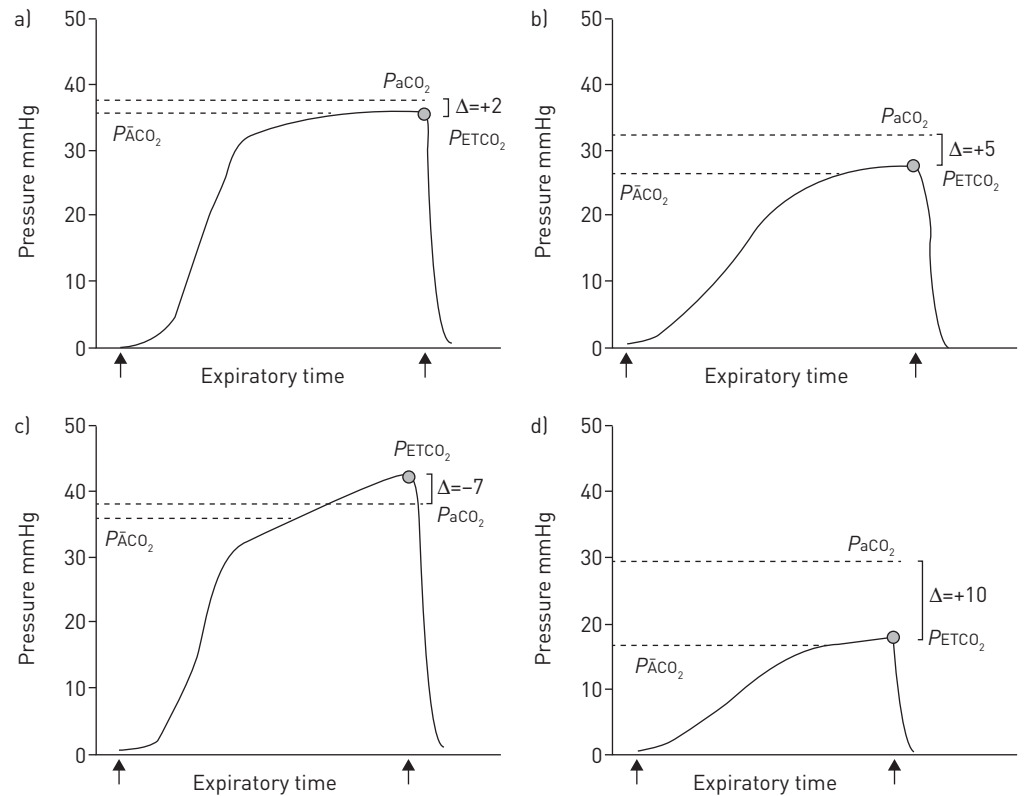 a)
50
40
30
20
10
0
Pressure mmHg
PaCO₂
Δ=+2
PĀCO₂
PETCO₂
Expiratory time
b)
50
40
30
20
10
0
Pressure mmHg
PaCO₂
Δ=+5
PETCO₂
PĀCO₂
Expiratory time
c)
50
40
30
20
10
0
Pressure mmHg
PETCO₂
Δ=−7
PaCO₂
PĀCO₂
Expiratory time
d)
50
40
30
20
10
0
Pressure mmHg
PaCO₂
Δ=+10
PETCO₂
PĀCO₂
Expiratory time